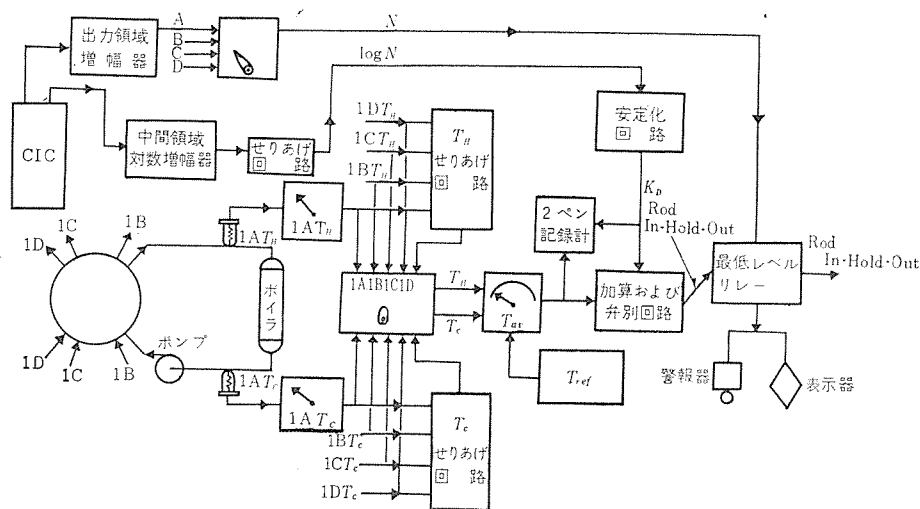 出力領域
増幅器
A
B
C
D
N
log N
CIC
中間領域
対数増幅器
せりあげ
回路
1DT_H
1CT_H
1BT_H
T_H
せりあげ
回路
安定化
回路
K_D
Rod
In-Hold-Out
2ペン
記録計
1AT_H
1AT_H
1D
1C
1B
ボイラ
ポンプ
1D
1C
1B
1AT_C
1AT_C
1A1B1C1D
T_H
T_c
T_av
T_ref
加算および
弁別回路
最低レベル
リレー
Rod
In-Hold-Out
警報器
表示器
1BT_c
1CT_c
1DT_c
T_c
せりあげ
回路